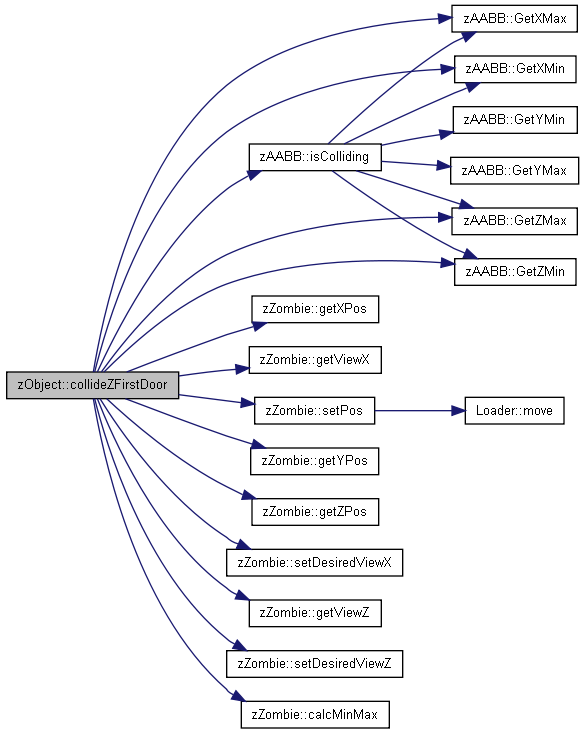 zAABB::GetXMax
zAABB::GetXMin
zAABB::GetYMin
zAABB::isColliding
zAABB::GetYMax
zAABB::GetZMax
zAABB::GetZMin
zZombie::getXPos
zZombie::getViewX
zObject::collideZFirstDoor
zZombie::setPos
Loader::move
zZombie::getYPos
zZombie::getZPos
zZombie::setDesiredViewX
zZombie::getViewZ
zZombie::setDesiredViewZ
zZombie::calcMinMax